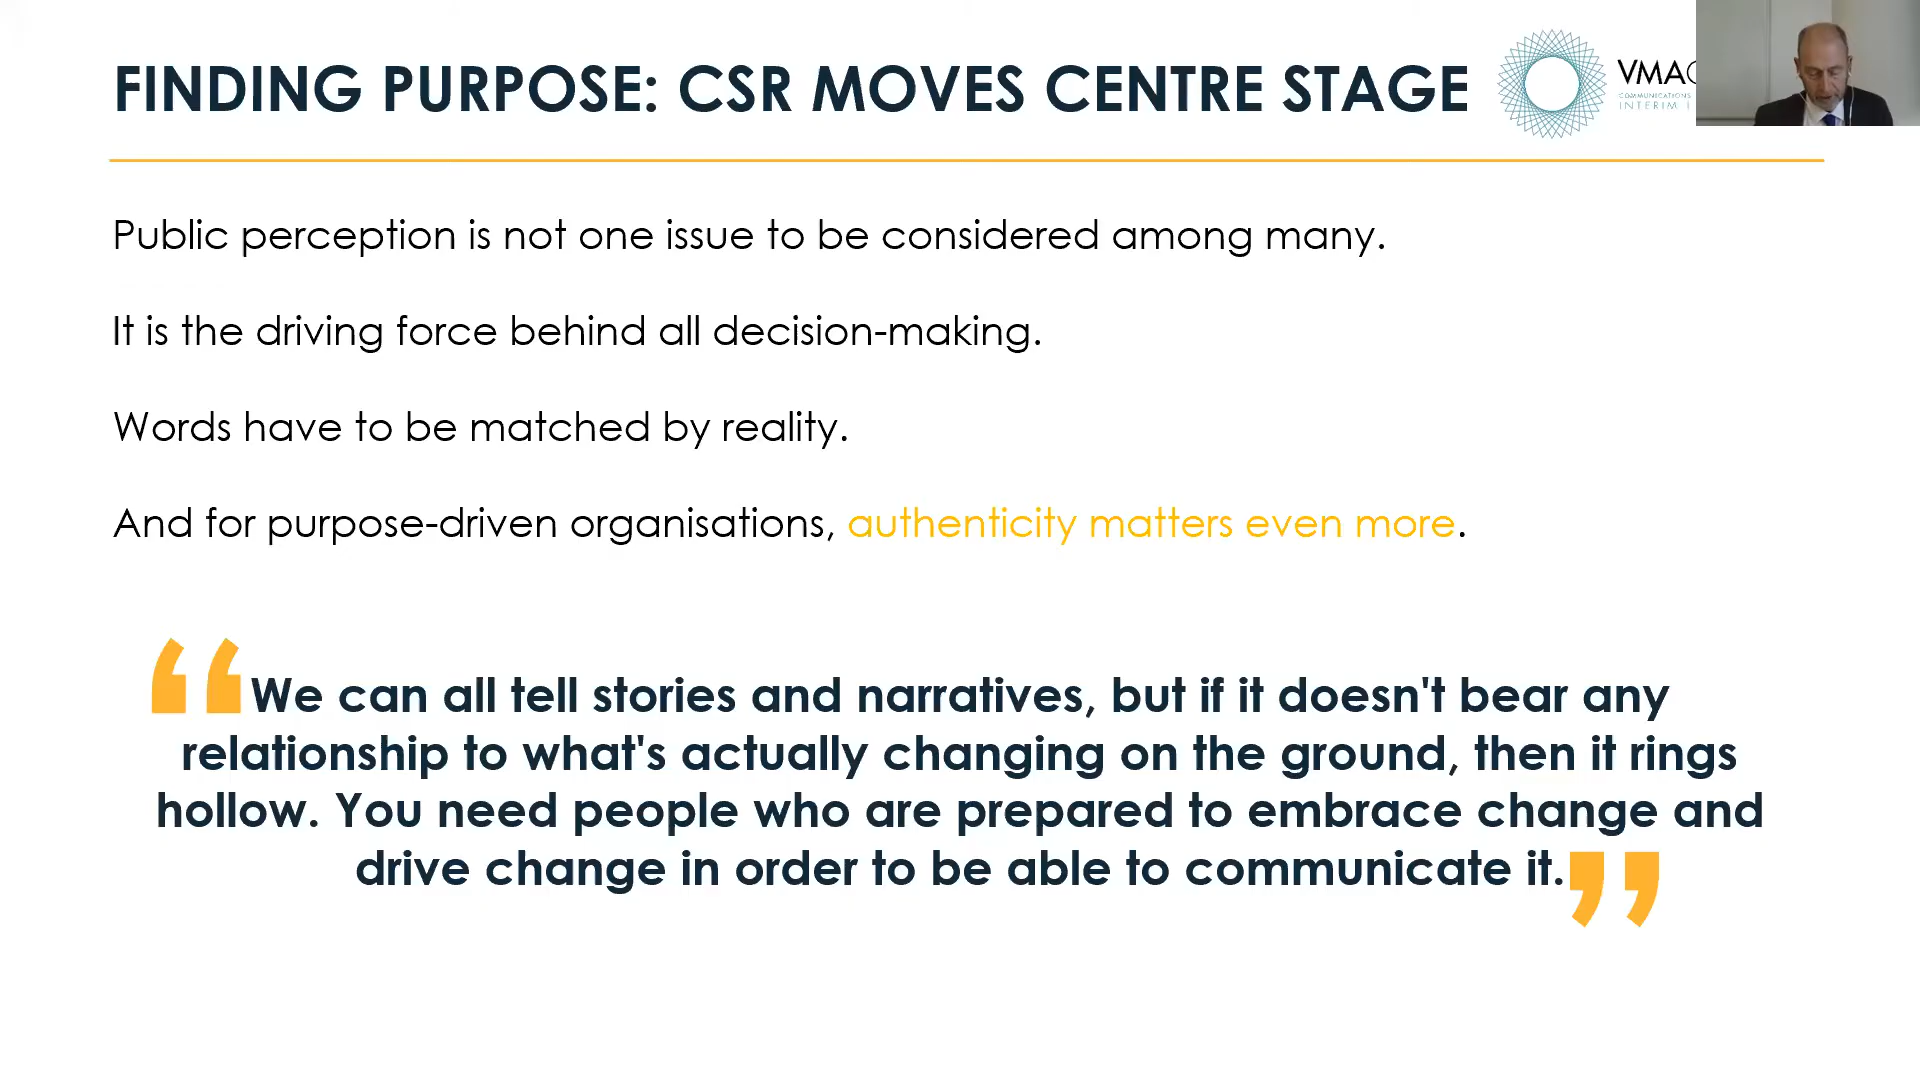 FINDING PURPOSE: CSR MOVES CENTRE STAGE
VMA
COMMUNICATIONS
INTERIM
Public perception is not one issue to be considered among many.
It is the driving force behind all decision-making.
Words have to be matched by reality.
And for purpose-driven organisations, authenticity matters even more.
“We can all tell stories and narratives, but if it doesn't bear any
relationship to what's actually changing on the ground, then it rings
hollow. You need people who are prepared to embrace change and
drive change in order to be able to communicate it.”